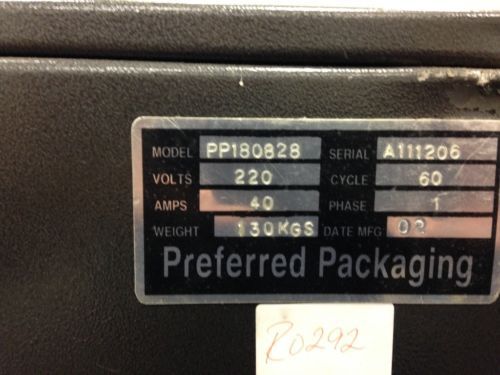 MODEL PP180828 SERIAL A111206
VOLTS 220 CYCLE 60
AMPS 40 PHASE 1
WEIGHT 130KGS DATE MFG 02
Preferred Packaging
R0292